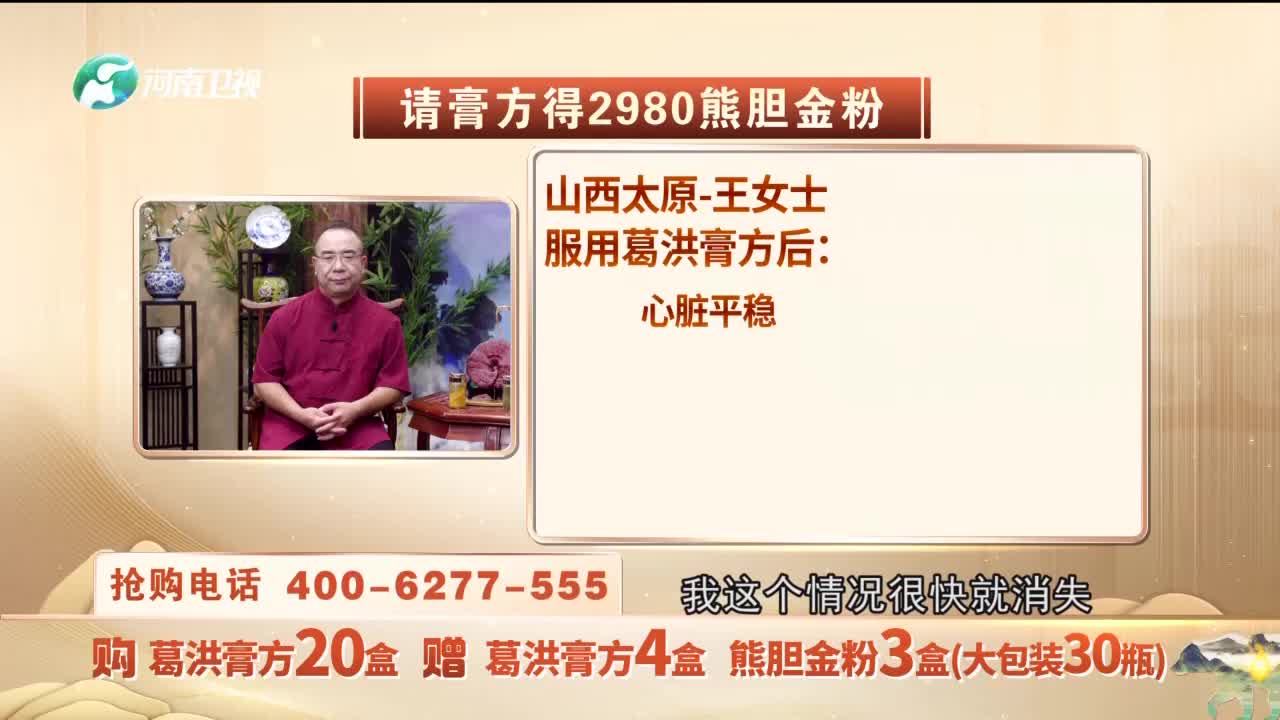 河南卫视
请膏方得2980熊胆金粉
山西太原-王女士
服用葛洪膏方后：
心脏平稳
抢购电话 400-6277-555
我这个情况很快就消失
购 葛洪膏方20盒 赠 葛洪膏方4盒 熊胆金粉3盒(大包装30瓶)